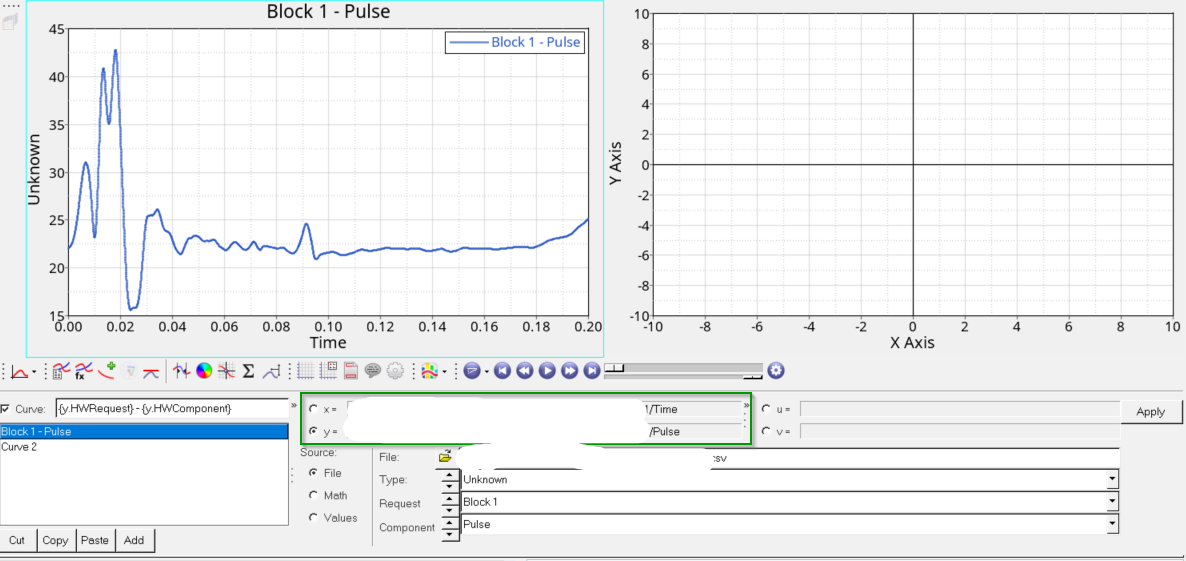 Block 1 - Pulse
Block 1 - Pulse
Unknown
45
40
35
30
25
20
15
0.00 0.02 0.04 0.06 0.08 0.10 0.12 0.14 0.16 0.18 0.20
Time
Y Axis
10
8
6
4
2
0
-2
-4
-6
-8
-10
-10 -8 -6 -4 -2 0 2 4 6 8 10
X Axis
fx Σ
Curve: {y.HWRequest} - {y.HWComponent} »
Block 1 - Pulse
Curve 2
Cut Copy Paste Add
x = 1/Time »
y = /Pulse
u =
v =
Apply
Source:
File
Math
Values
File: :sv
Type: Unknown
Request Block 1
Component Pulse